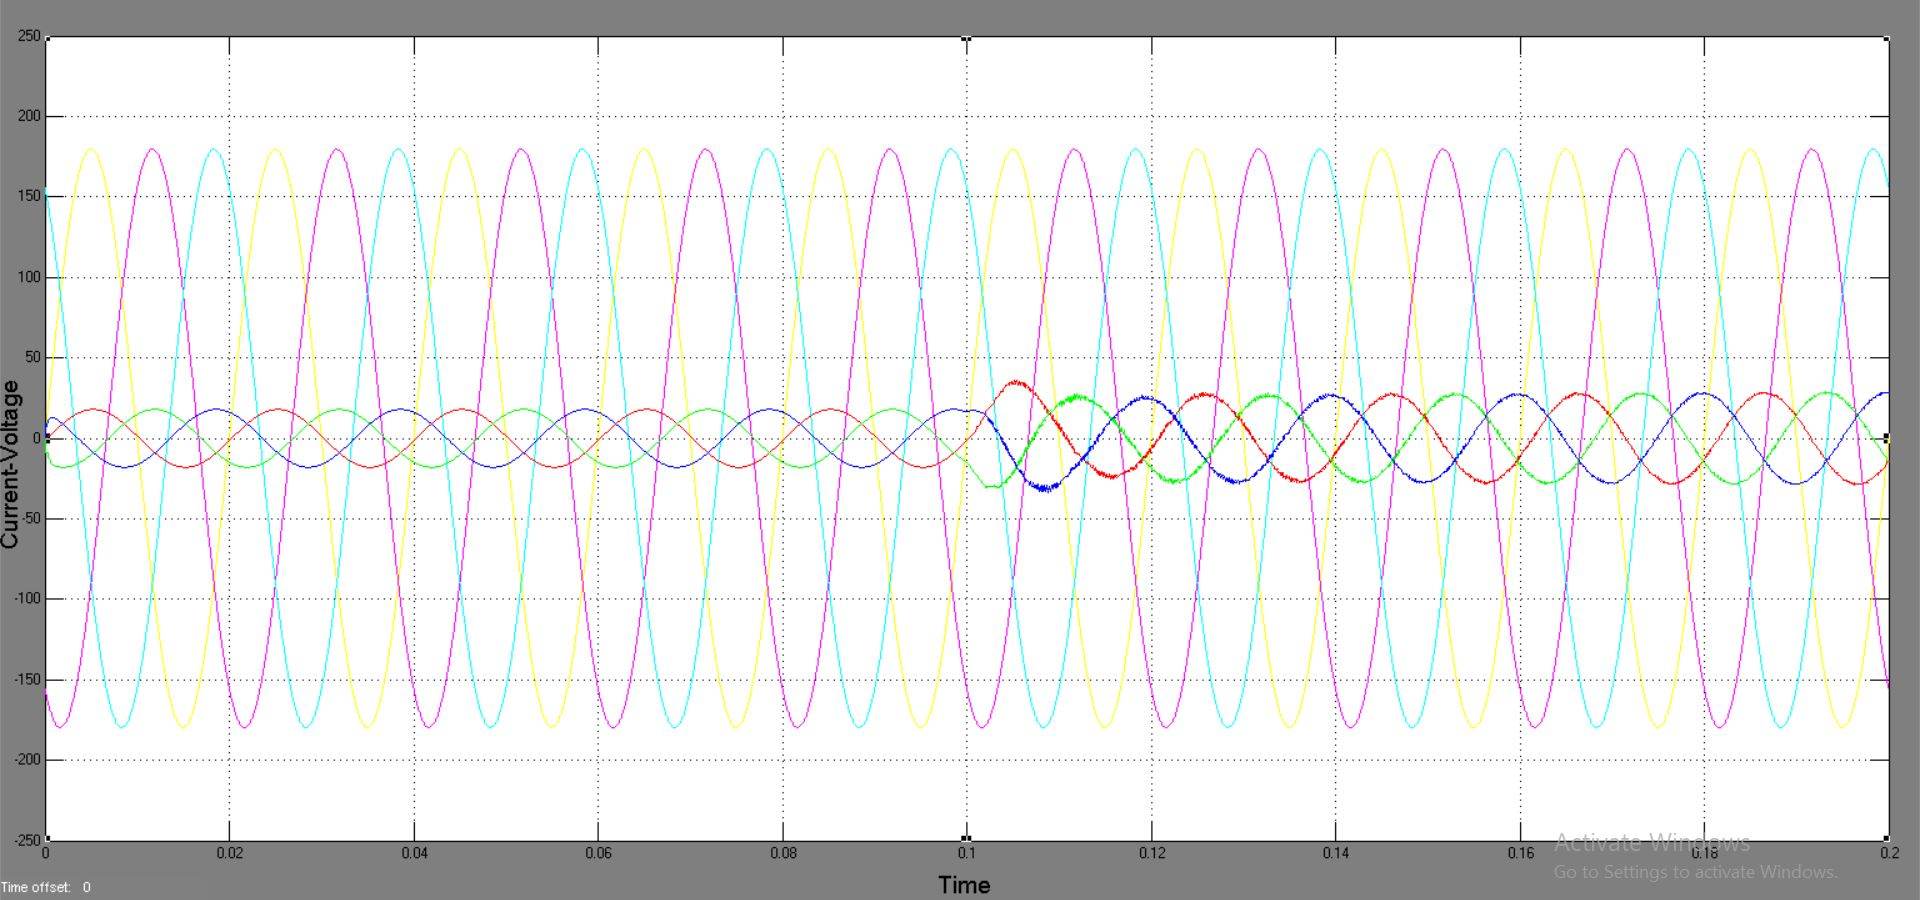 250
200
150
100
50
0
-50
-100
-150
-200
-250
Current-Voltage
0 0.02 0.04 0.06 0.08 0.1 0.12 0.14 0.16 0.18 0.2
Time
Time offset: 0
Activate Windows
Go to Settings to activate Windows.